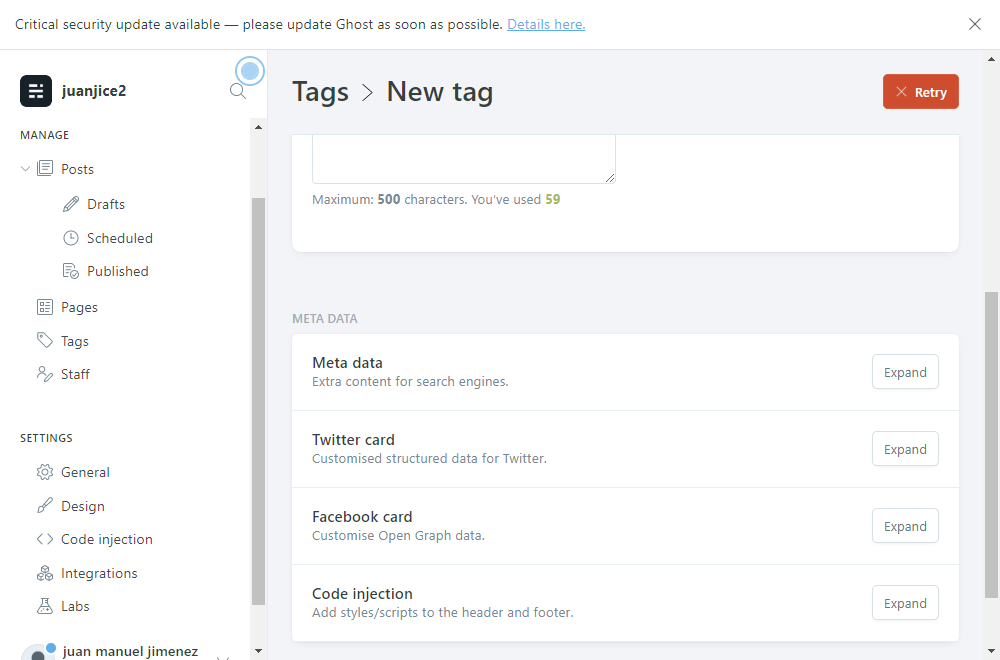 Critical security update available — please update Ghost as soon as possible. Details here.
juanjice2
MANAGE
Posts
Drafts
Scheduled
Published
Pages
Tags
Staff
SETTINGS
General
Design
Code injection
Integrations
Labs
juan manuel jimenez
Tags > New tag
Retry
Maximum: 500 characters. You've used 59
META DATA
Meta data
Extra content for search engines.
Expand
Twitter card
Customised structured data for Twitter.
Expand
Facebook card
Customise Open Graph data.
Expand
Code injection
Add styles/scripts to the header and footer.
Expand